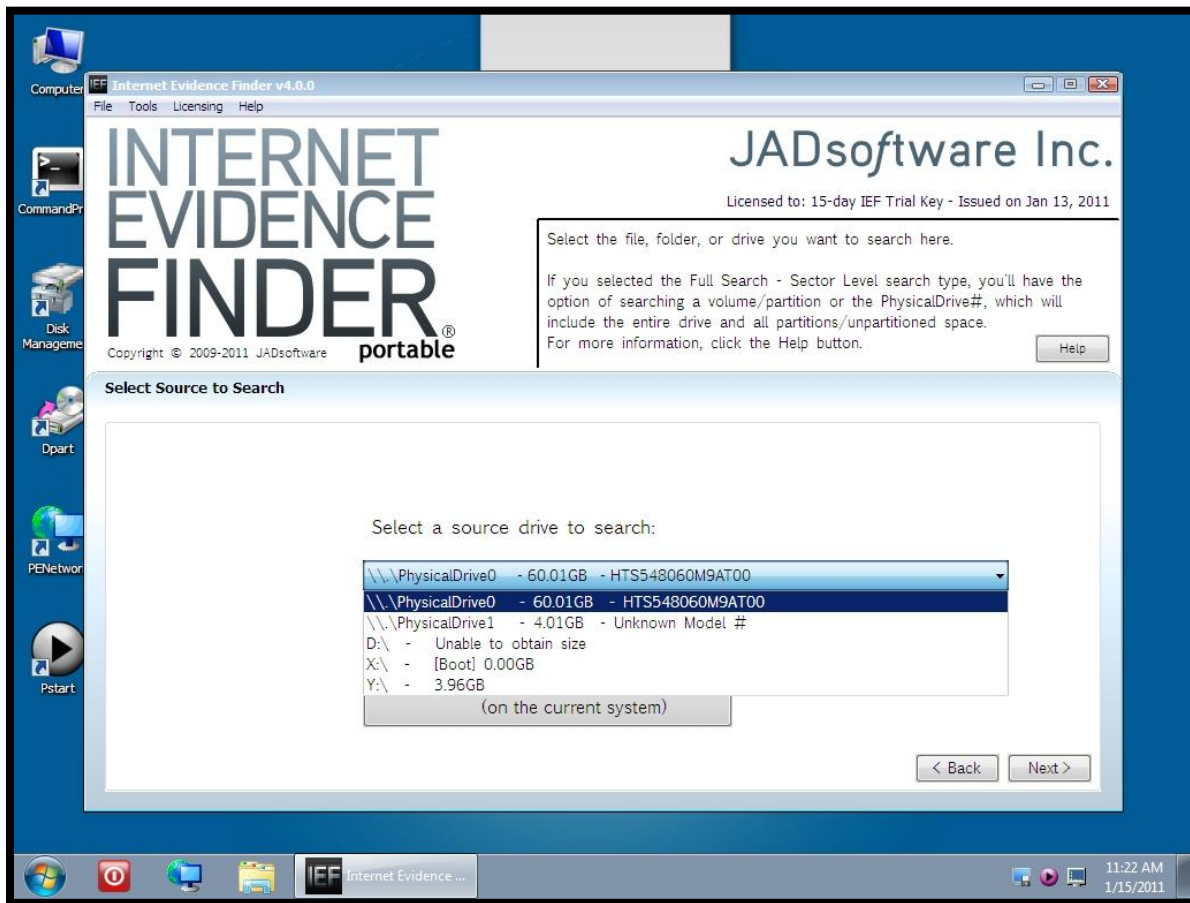 Computer
CommandPr
Disk
Manageme
Dpart
PENetwor
Pstart
IEF Internet Evidence Finder v4.0.0
File Tools Licensing Help
INTERNET
EVIDENCE
FINDER®
portable
Copyright © 2009-2011 JADsoftware
JADsoftware Inc.
Licensed to: 15-day IEF Trial Key - Issued on Jan 13, 2011
Select the file, folder, or drive you want to search here.
If you selected the Full Search - Sector Level search type, you'll have the
option of searching a volume/partition or the PhysicalDrive#, which will
include the entire drive and all partitions/unpartitioned space.
For more information, click the Help button.
Help
Select Source to Search
Select a source drive to search:
\\.\PhysicalDrive0 - 60.01GB - HTS548060M9AT00
\\.\PhysicalDrive0 - 60.01GB - HTS548060M9AT00
\\.\PhysicalDrive1 - 4.01GB - Unknown Model #
D:\ - Unable to obtain size
X:\ - [Boot] 0.00GB
Y:\ - 3.96GB
(on the current system)
< Back Next >
IEF Internet Evidence ...
11:22 AM
1/15/2011